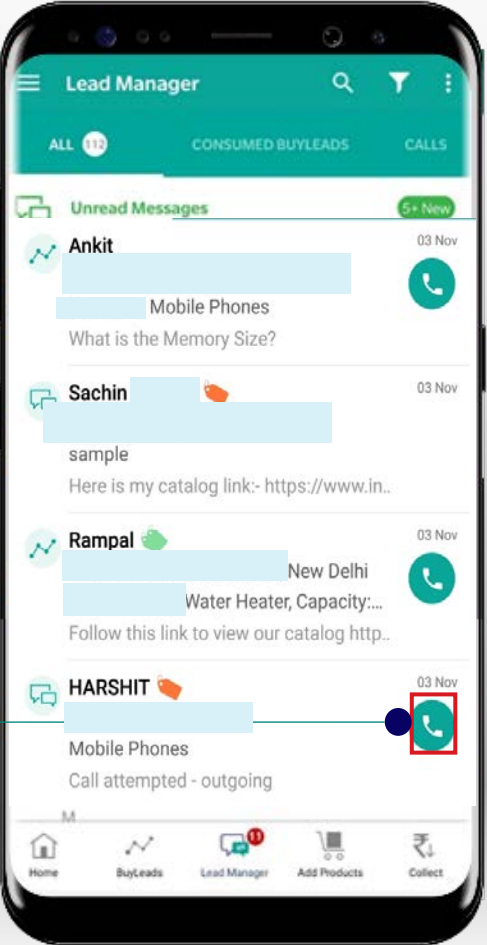 Lead Manager
ALL 112 CONSUMED BUYLEADS CALLS
Unread Messages 5+ New
Ankit 03 Nov
Mobile Phones
What is the Memory Size?
Sachin 03 Nov
sample
Here is my catalog link:- https://www.in..
Rampal 03 Nov
New Delhi
Water Heater, Capacity:...
Follow this link to view our catalog http..
HARSHIT 03 Nov
Mobile Phones
Call attempted - outgoing
M
11
Home BuyLeads Lead Manager Add Products Collect